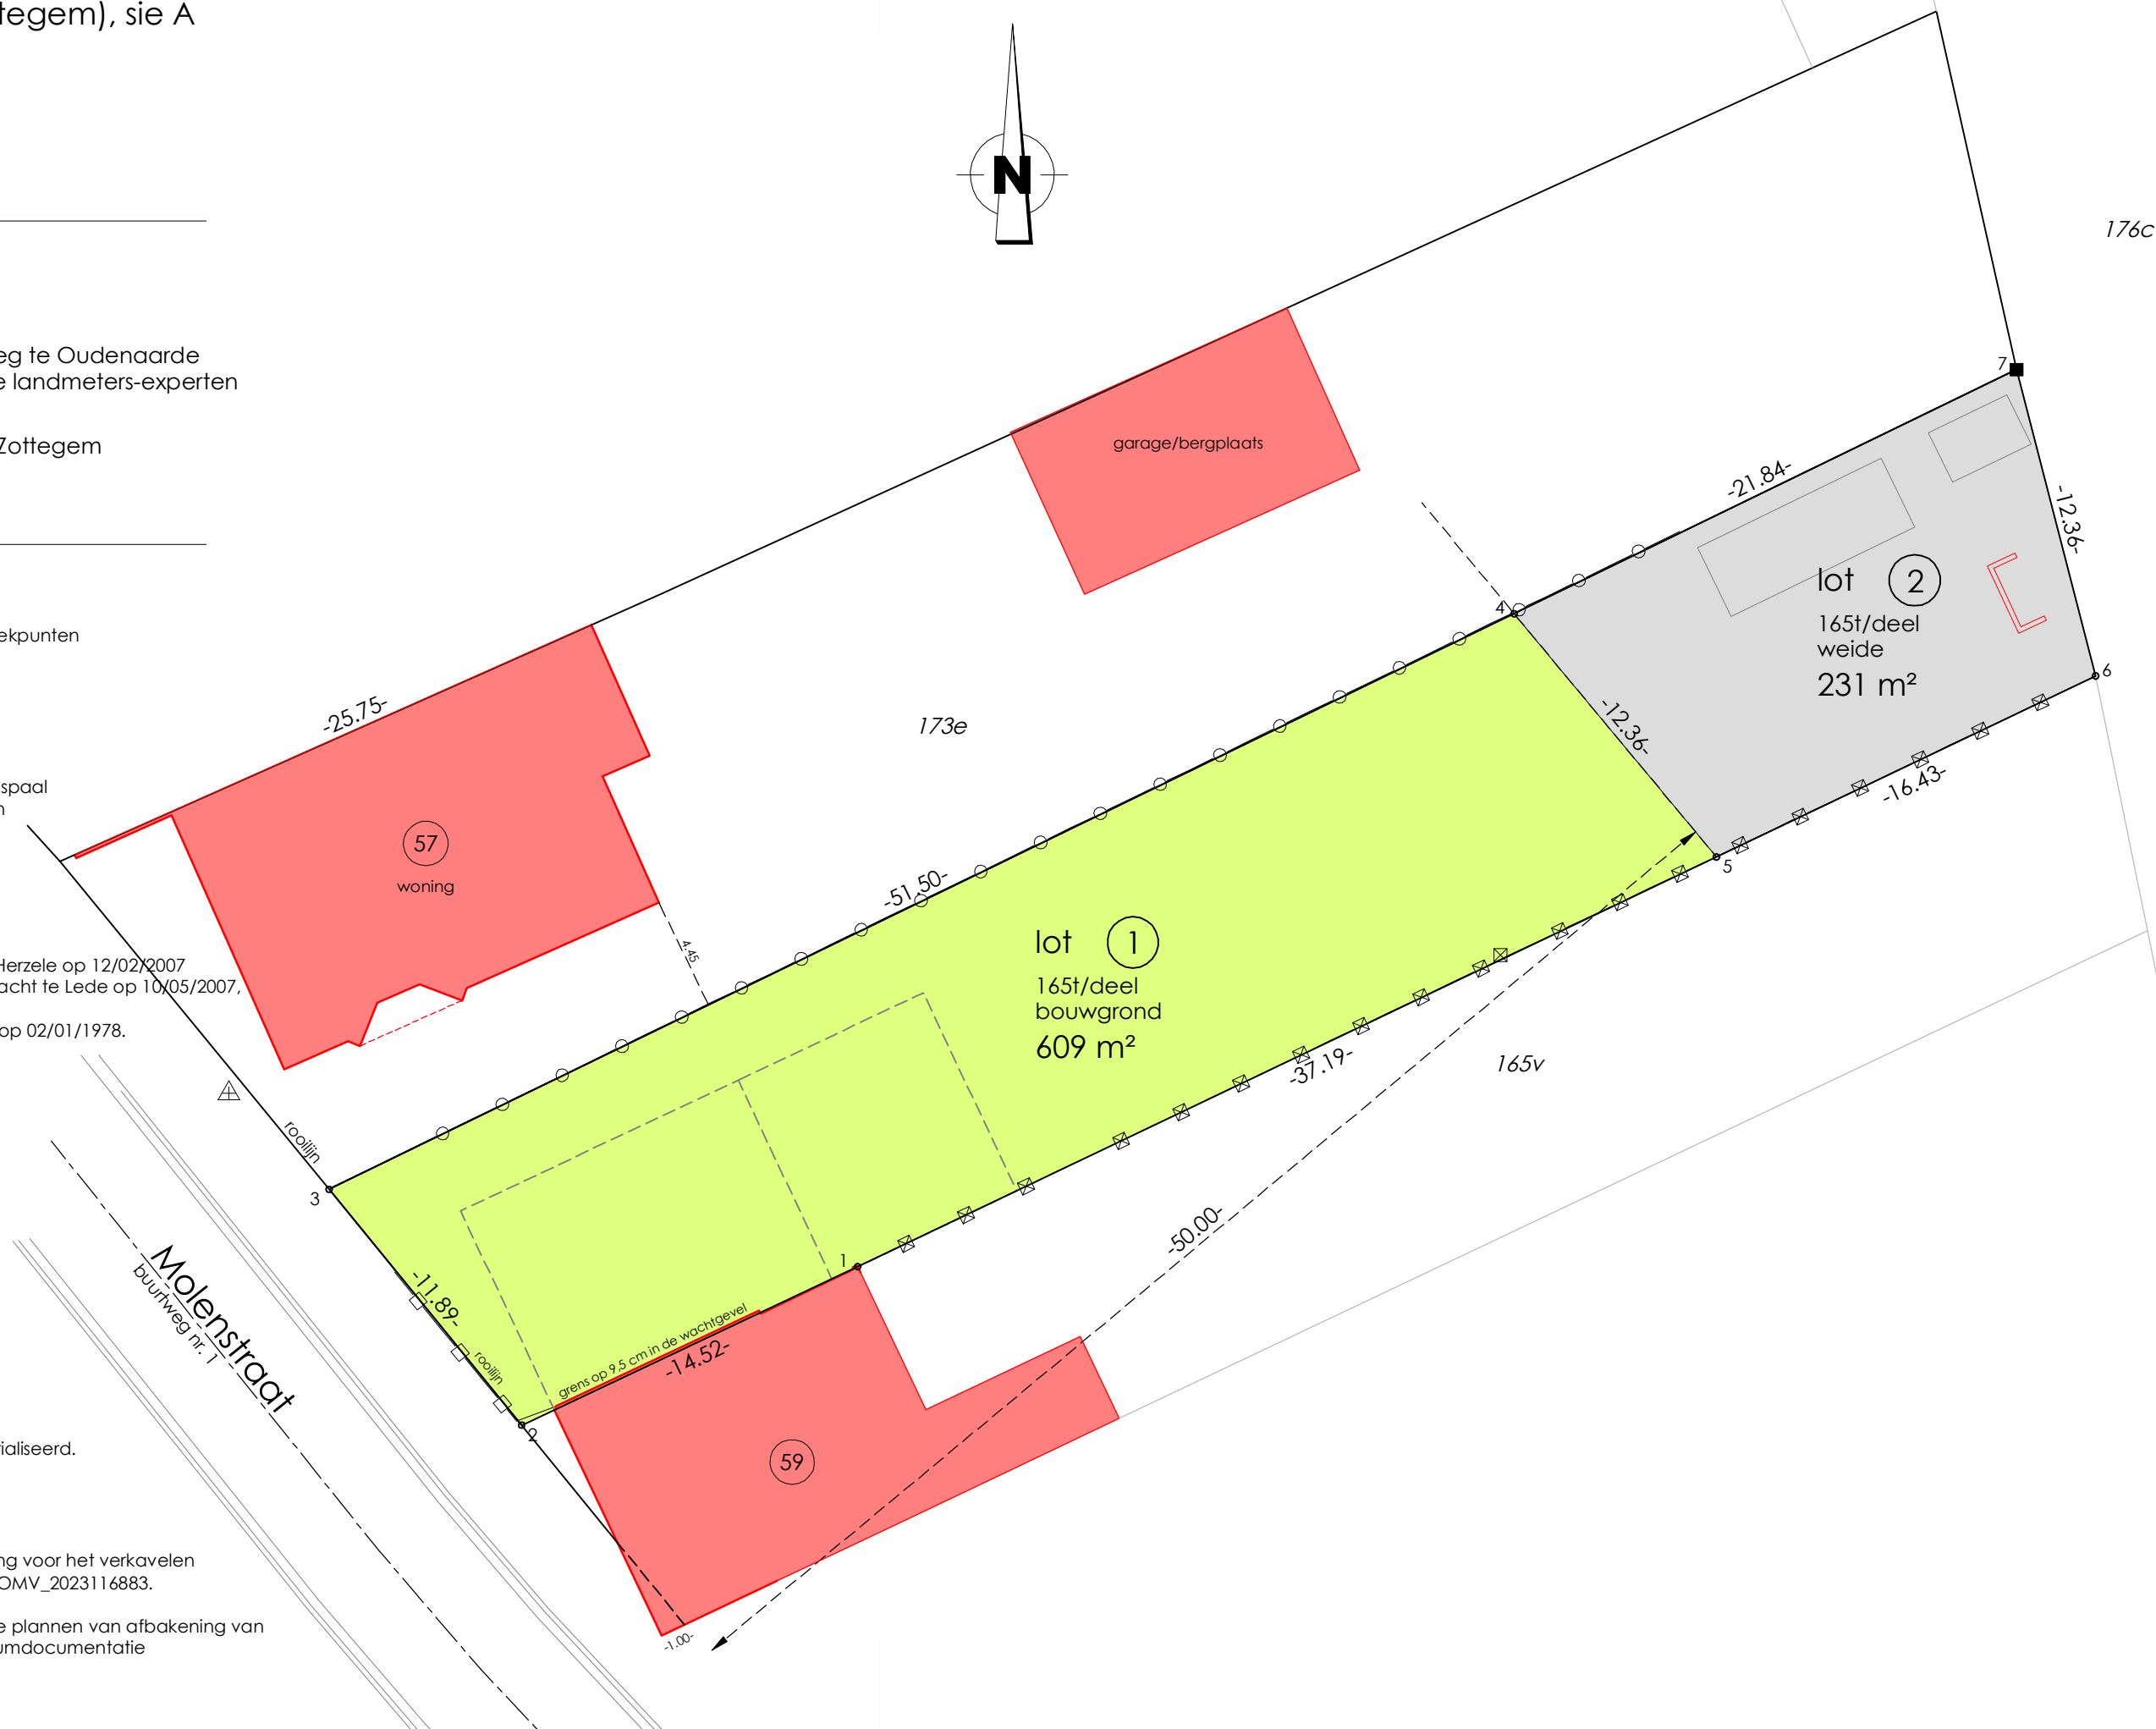 tegem), sie A
N
176c
eg te Oudenaarde
e landmeters-experten
Zottegem
ekpunten
spaal
n
Herzele op 12/02/2007
acht te Lede op 10/05/2007,
op 02/01/1978.
ialiseerd.
ng voor het verkavelen
OMV_2023116883.
e plannen van afbakening van
umdocumentatie
garage/bergplaats
7
-21.84-
-12.36-
lot 2
165t/deel
weide
231 m²
6
4
-12.36-
-16.43-
5
-25.75-
173e
57
woning
4.45
-51.50-
lot 1
165t/deel
bouwgrond
609 m²
-37.19-
165v
rooilijn
3
1
-11.89-
rooilijn
grens op 9,5 cm in de wachtgevel
-14.52-
2
-50.00-
59
-1.00-
Molenstraat
buurtweg nr. 1